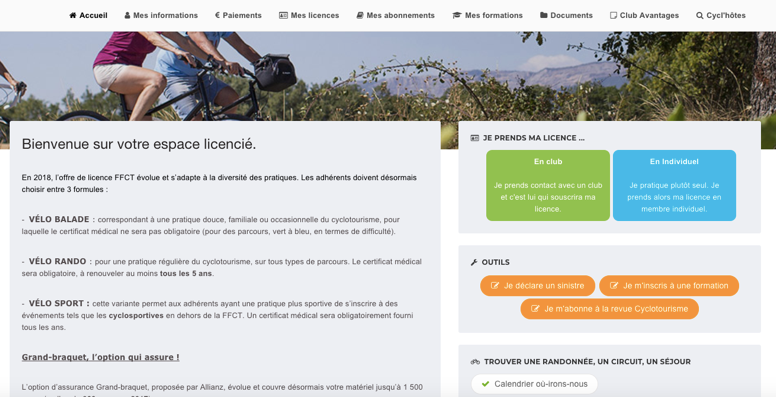 Accueil Mes informations € Paiements Mes licences Mes abonnements Mes formations Documents Club Avantages Cycl'hôtes
Bienvenue sur votre espace licencié.
En 2018, l'offre de licence FFCT évolue et s'adapte à la diversité des pratiques. Les adhérents doivent désormais
choisir entre 3 formules :
- VÉLO BALADE : correspondant à une pratique douce, familiale ou occasionnelle du cyclotourisme, pour
laquelle le certificat médical ne sera pas obligatoire (pour des parcours, vert à bleu, en termes de difficulté).
- VÉLO RANDO : pour une pratique régulière du cyclotourisme, sur tous types de parcours. Le certificat médical
sera obligatoire, à renouveler au moins tous les 5 ans.
- VÉLO SPORT : cette variante permet aux adhérents ayant une pratique plus sportive de s'inscrire à des
événements tels que les cyclosportives en dehors de la FFCT. Un certificat médical sera obligatoirement fourni
tous les ans.
Grand-braquet, l'option qui assure !
L'option d'assurance Grand-braquet, proposée par Allianz, évolue et couvre désormais votre matériel jusqu'à 1 500
JE PRENDS MA LICENCE ...
En club
Je prends contact avec un club
et c'est lui qui souscrira ma
licence.
En Individuel
Je pratique plutôt seul. Je
prends alors ma licence en
membre individuel.
OUTILS
Je déclare un sinistre
Je m'inscris à une formation
Je m'abonne à la revue Cyclotourisme
TROUVER UNE RANDONNÉE, UN CIRCUIT, UN SÉJOUR
Calendrier où-irons-nous